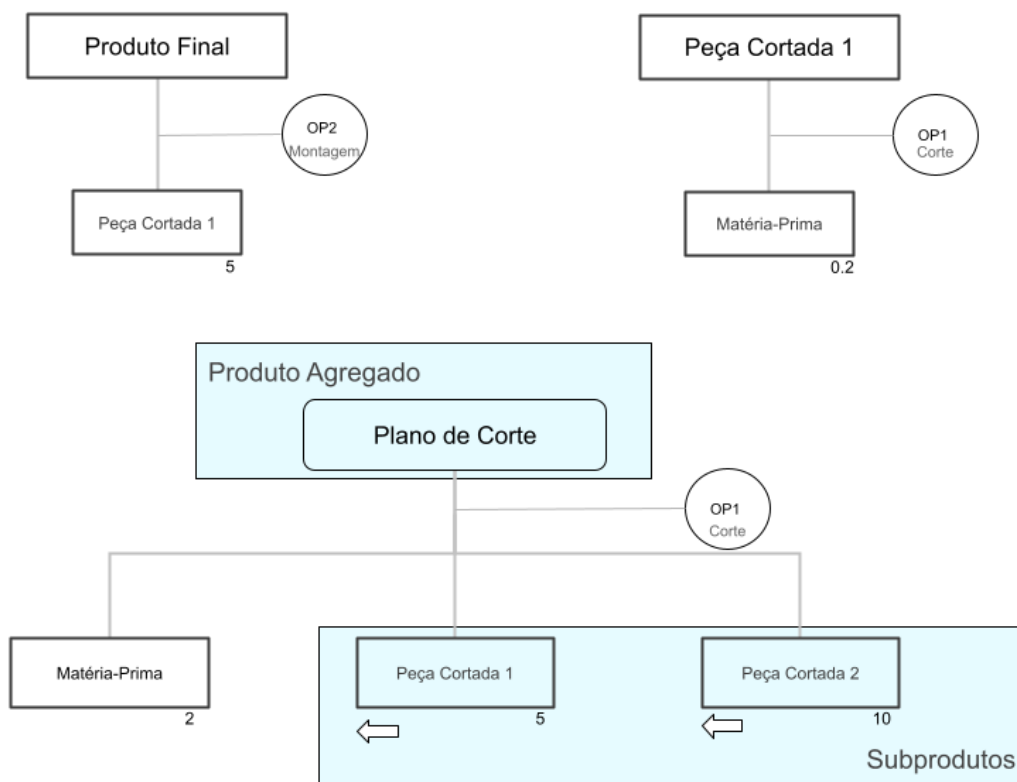 Produto Final
OP2
Montagem
Peça Cortada 1
5
Peça Cortada 1
OP1
Corte
Matéria-Prima
0.2
Produto Agregado
Plano de Corte
OP1
Corte
Matéria-Prima
2
Peça Cortada 1
5
Peça Cortada 2
10
Subprodutos